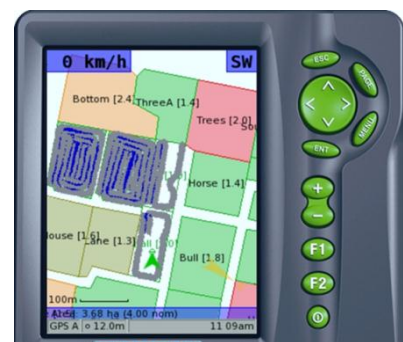 0 km/h
SW
ESC
PAGE
Bottom [2.4]
ThreeA [1.4]
Trees [2.0]
MENU
ENT
Horse [1.4]
ouse [1.6]
ane [1.3]
Bull [1.8]
+
−
F1
F2
100m
3.68 ha (4.00 nom)
GPS A 12.0m
11 09am